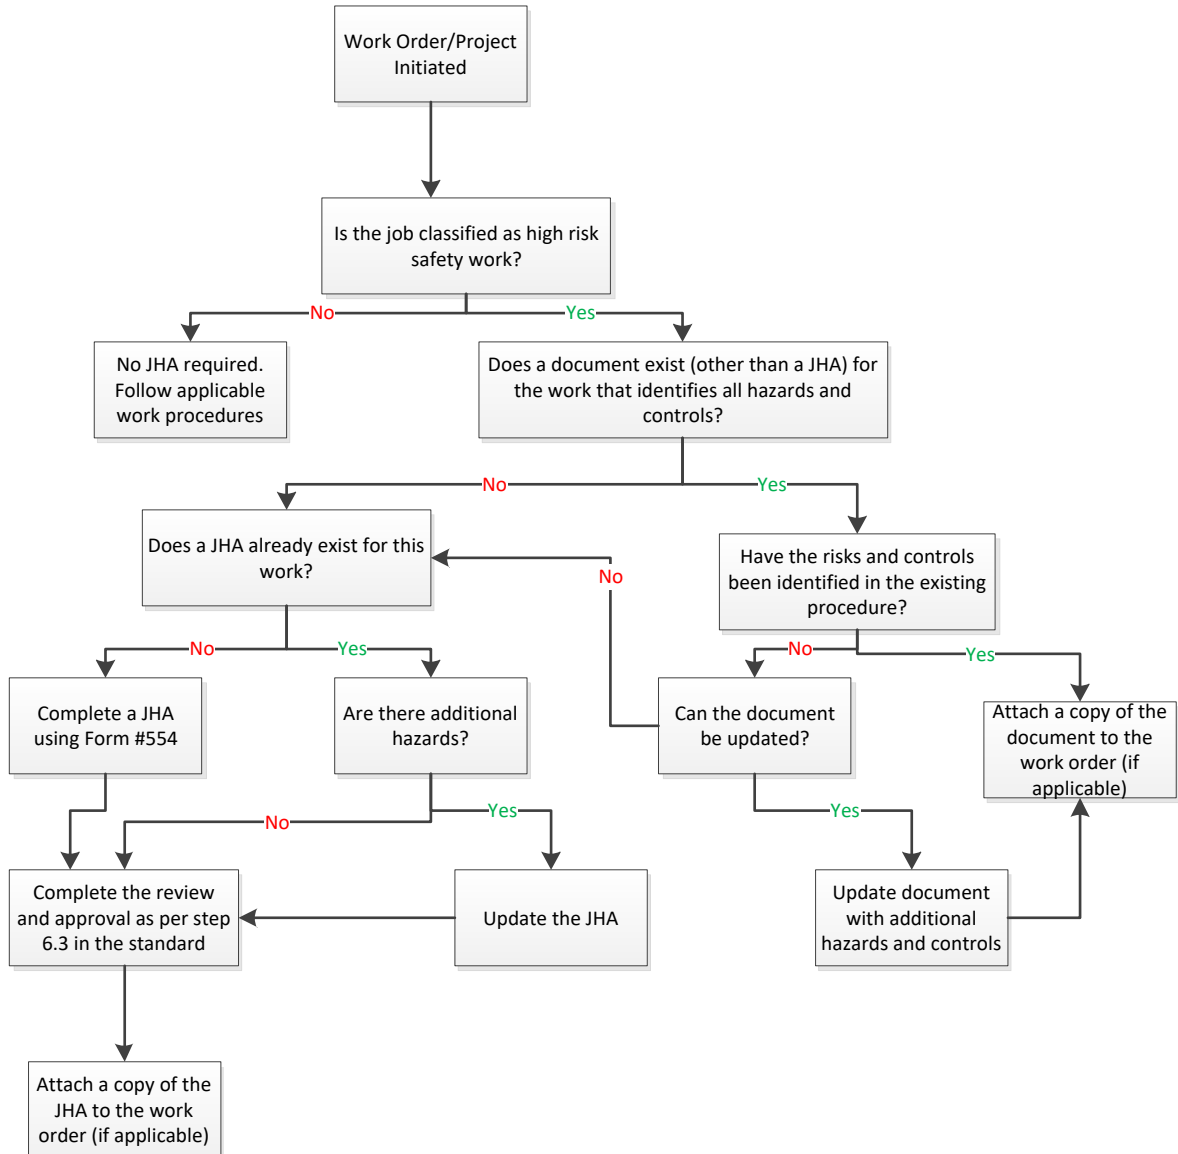 Work Order/Project
Initiated
Is the job classified as high risk
safety work?
No
Yes
No JHA required.
Follow applicable
work procedures
Does a document exist (other than a JHA) for
the work that identifies all hazards and
controls?
No
Yes
Does a JHA already exist for this
work?
Have the risks and controls
been identified in the existing
procedure?
No
No
Yes
No
Yes
Complete a JHA
using Form #554
Are there additional
hazards?
Can the document
be updated?
Attach a copy of the
document to the
work order (if
applicable)
No
Yes
Yes
Complete the review
and approval as per step
6.3 in the standard
Update the JHA
Update document
with additional
hazards and controls
Attach a copy of the
JHA to the work
order (if applicable)